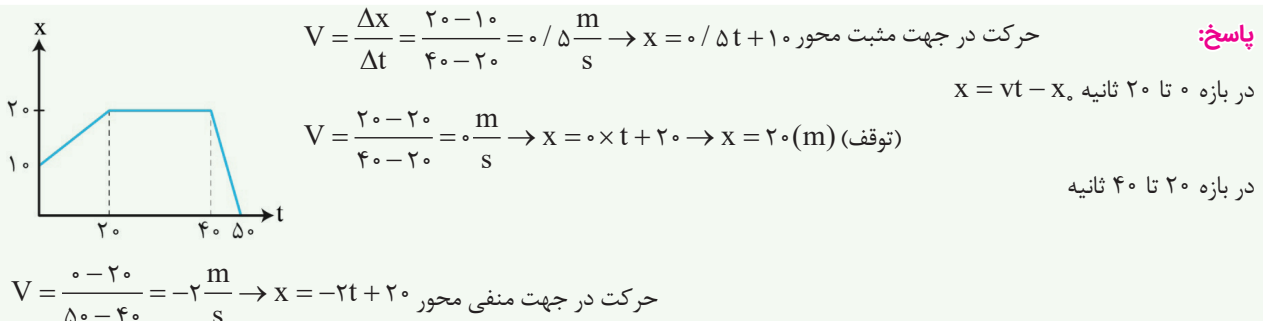 پاسخ:
حرکت در جهت مثبت محور V = Δx/Δt = (۲۰ − ۱۰)/(۴۰ − ۲۰) = ۰/۵ m/s → x = ۰/۵t + ۱۰
در بازه ۰ تا ۲۰ ثانیه x = vt − x₀
V = (۲۰ − ۲۰)/(۴۰ − ۲۰) = ۰ m/s → x = ۰ × t + ۲۰ → x = ۲۰(m) (توقف)
در بازه ۲۰ تا ۴۰ ثانیه
V = (۰ − ۲۰)/(۵۰ − ۴۰) = −۲ m/s → x = −۲t + ۲۰ حرکت در جهت منفی محور
x
۲۰
۱۰
۲۰ ۴۰ ۵۰ t